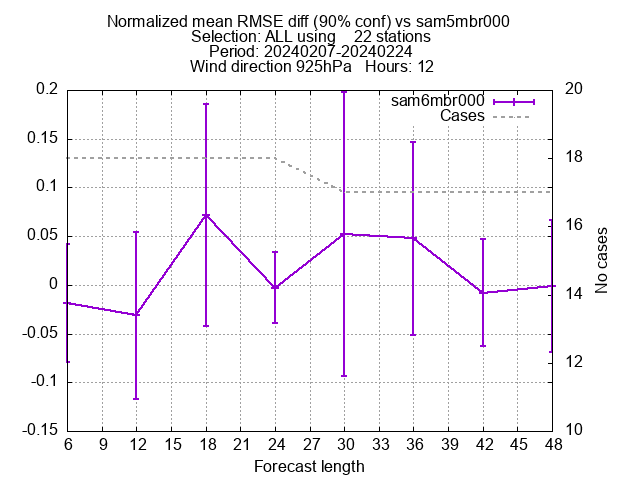 Normalized mean RMSE diff (90% conf) vs sam5mbr000
Selection: ALL using    22 stations
Period: 20240207-20240224
Wind direction 925hPa   Hours: 12
sam6mbr000
Cases
0.2
0.15
0.1
0.05
0
-0.05
-0.1
-0.15
20
18
16
14
12
10
No cases
6 9 12 15 18 21 24 27 30 33 36 39 42 45 48
Forecast length